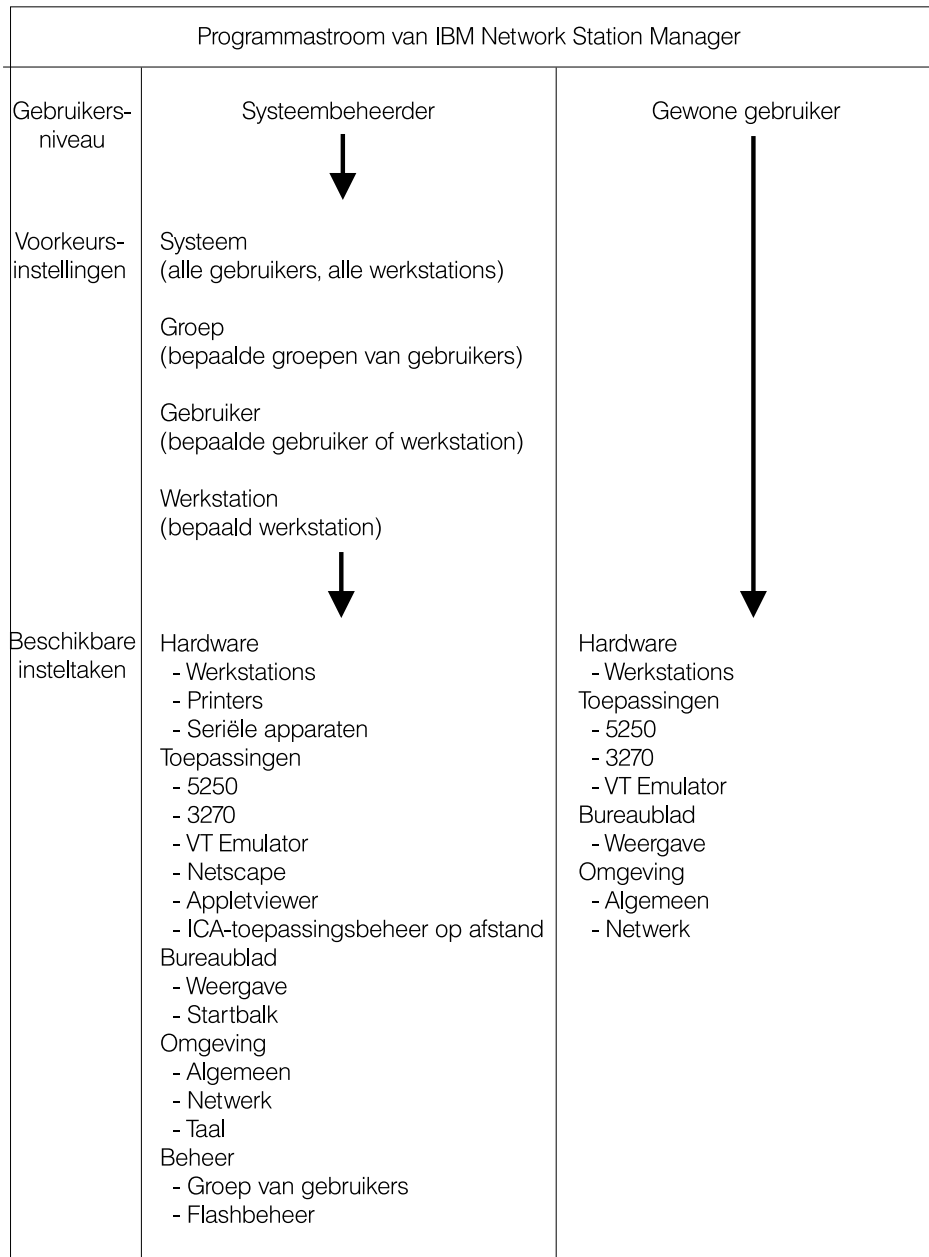 Programmastroom van IBM Network Station Manager
Gebruikers-
niveau
Systeembeheerder
Gewone gebruiker
Voorkeurs-
instellingen
Systeem
(alle gebruikers, alle werkstations)
Groep
(bepaalde groepen van gebruikers)
Gebruiker
(bepaalde gebruiker of werkstation)
Werkstation
(bepaald werkstation)
Beschikbare
insteltaken
Hardware
- Werkstations
- Printers
- Seriële apparaten
Toepassingen
- 5250
- 3270
- VT Emulator
- Netscape
- Appletviewer
- ICA-toepassingsbeheer op afstand
Bureaublad
- Weergave
- Startbalk
Omgeving
- Algemeen
- Netwerk
- Taal
Beheer
- Groep van gebruikers
- Flashbeheer
Hardware
- Werkstations
Toepassingen
- 5250
- 3270
- VT Emulator
Bureaublad
- Weergave
Omgeving
- Algemeen
- Netwerk